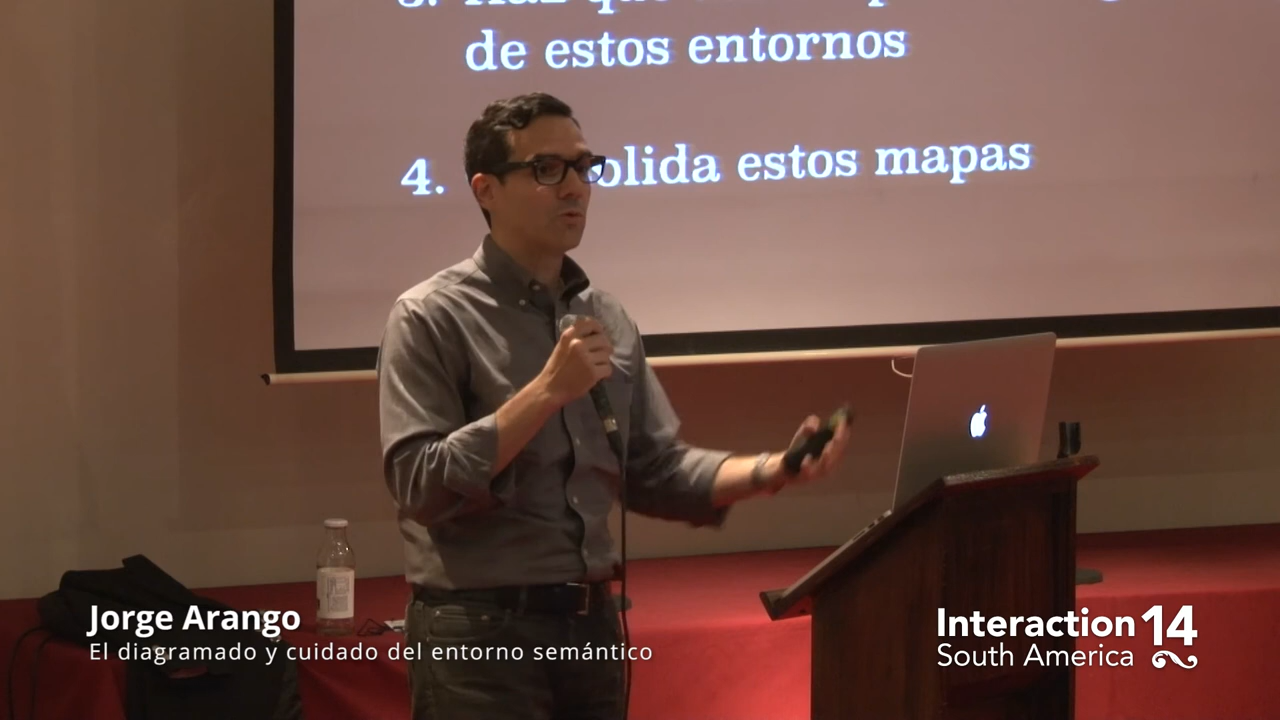 de estos entornos
4. olida estos mapas
Jorge Arango
El diagramado y cuidado del entorno semántico
Interaction 14
South America